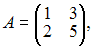 A = ( 1 3
2 5 ),